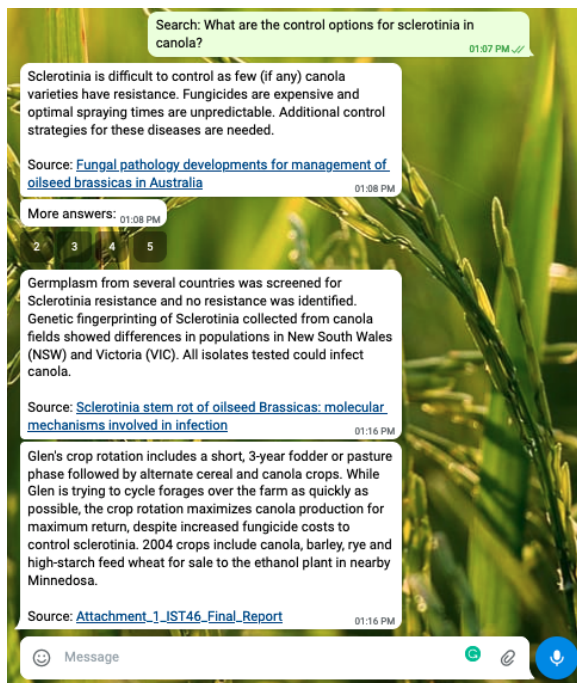 Search: What are the control options for sclerotinia in
canola?
01:07 PM
Sclerotinia is difficult to control as few (if any) canola
varieties have resistance. Fungicides are expensive and
optimal spraying times are unpredictable. Additional control
strategies for these diseases are needed.
Source: Fungal pathology developments for management of
oilseed brassicas in Australia
01:08 PM
More answers: 01:08 PM
2 3 4 5
Germplasm from several countries was screened for
Sclerotinia resistance and no resistance was identified.
Genetic fingerprinting of Sclerotinia collected from canola
fields showed differences in populations in New South Wales
(NSW) and Victoria (VIC). All isolates tested could infect
canola.
Source: Sclerotinia stem rot of oilseed Brassicas: molecular
mechanisms involved in infection
01:16 PM
Glen's crop rotation includes a short, 3-year fodder or pasture
phase followed by alternate cereal and canola crops. While
Glen is trying to cycle forages over the farm as quickly as
possible, the crop rotation maximizes canola production for
maximum return, despite increased fungicide costs to
control sclerotinia. 2004 crops include canola, barley, rye and
high-starch feed wheat for sale to the ethanol plant in nearby
Minnedosa.
Source: Attachment_1_IST46_Final_Report
01:16 PM
Message